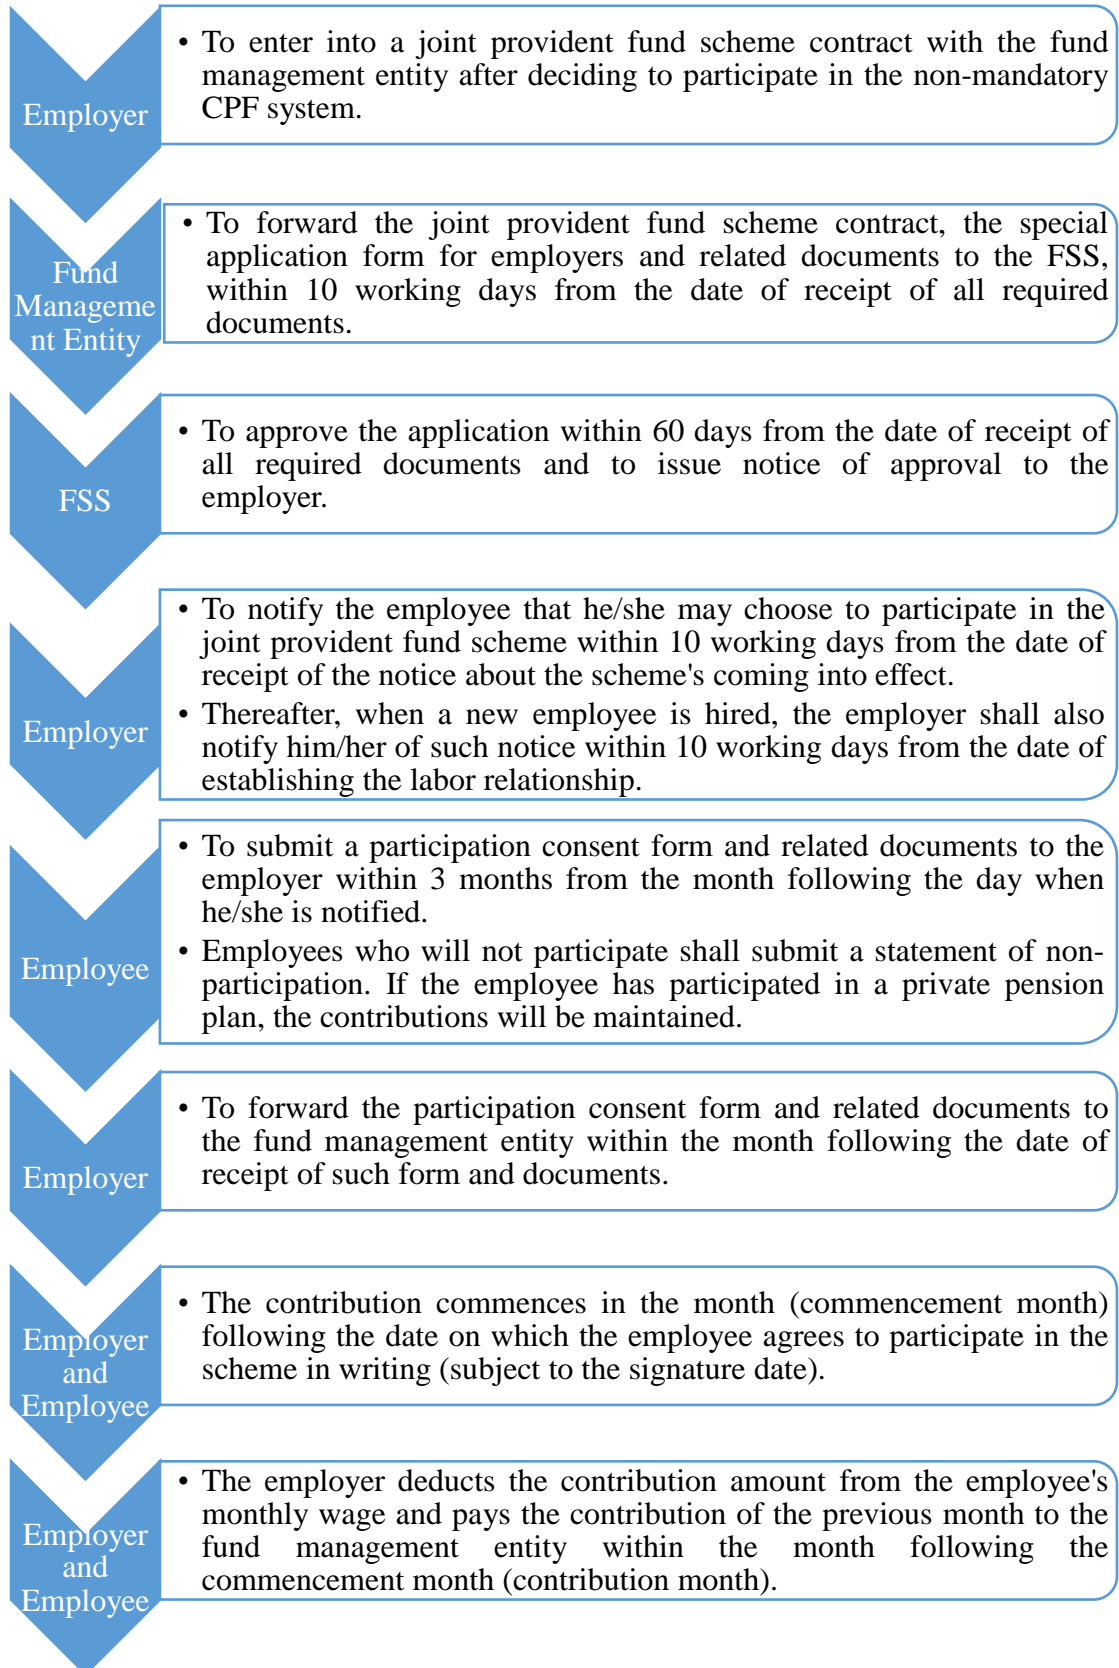 Employer
• To enter into a joint provident fund scheme contract with the fund
management entity after deciding to participate in the non-mandatory
CPF system.
Fund
Manageme
nt Entity
• To forward the joint provident fund scheme contract, the special
application form for employers and related documents to the FSS,
within 10 working days from the date of receipt of all required
documents.
FSS
• To approve the application within 60 days from the date of receipt of
all required documents and to issue notice of approval to the
employer.
Employer
• To notify the employee that he/she may choose to participate in the
joint provident fund scheme within 10 working days from the date of
receipt of the notice about the scheme's coming into effect.
• Thereafter, when a new employee is hired, the employer shall also
notify him/her of such notice within 10 working days from the date of
establishing the labor relationship.
Employee
• To submit a participation consent form and related documents to the
employer within 3 months from the month following the day when
he/she is notified.
• Employees who will not participate shall submit a statement of non-
participation. If the employee has participated in a private pension
plan, the contributions will be maintained.
Employer
• To forward the participation consent form and related documents to
the fund management entity within the month following the date of
receipt of such form and documents.
Employer
and
Employee
• The contribution commences in the month (commencement month)
following the date on which the employee agrees to participate in the
scheme in writing (subject to the signature date).
Employer
and
Employee
• The employer deducts the contribution amount from the employee's
monthly wage and pays the contribution of the previous month to the
fund management entity within the month following the
commencement month (contribution month).